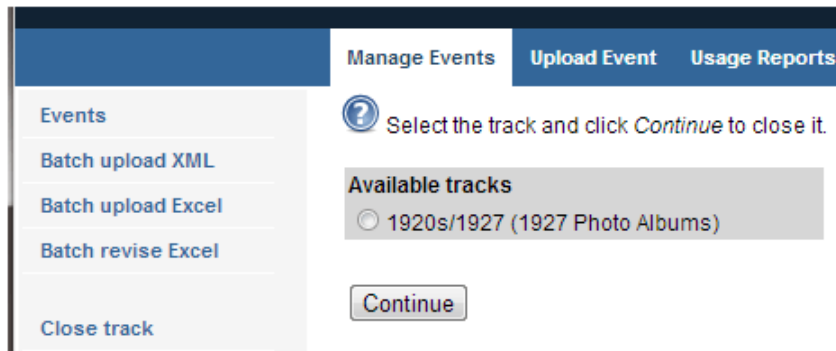 Manage Events Upload Event Usage Reports
Events
Batch upload XML
Batch upload Excel
Batch revise Excel
Close track
? Select the track and click Continue to close it.
Available tracks
1920s/1927 (1927 Photo Albums)
Continue